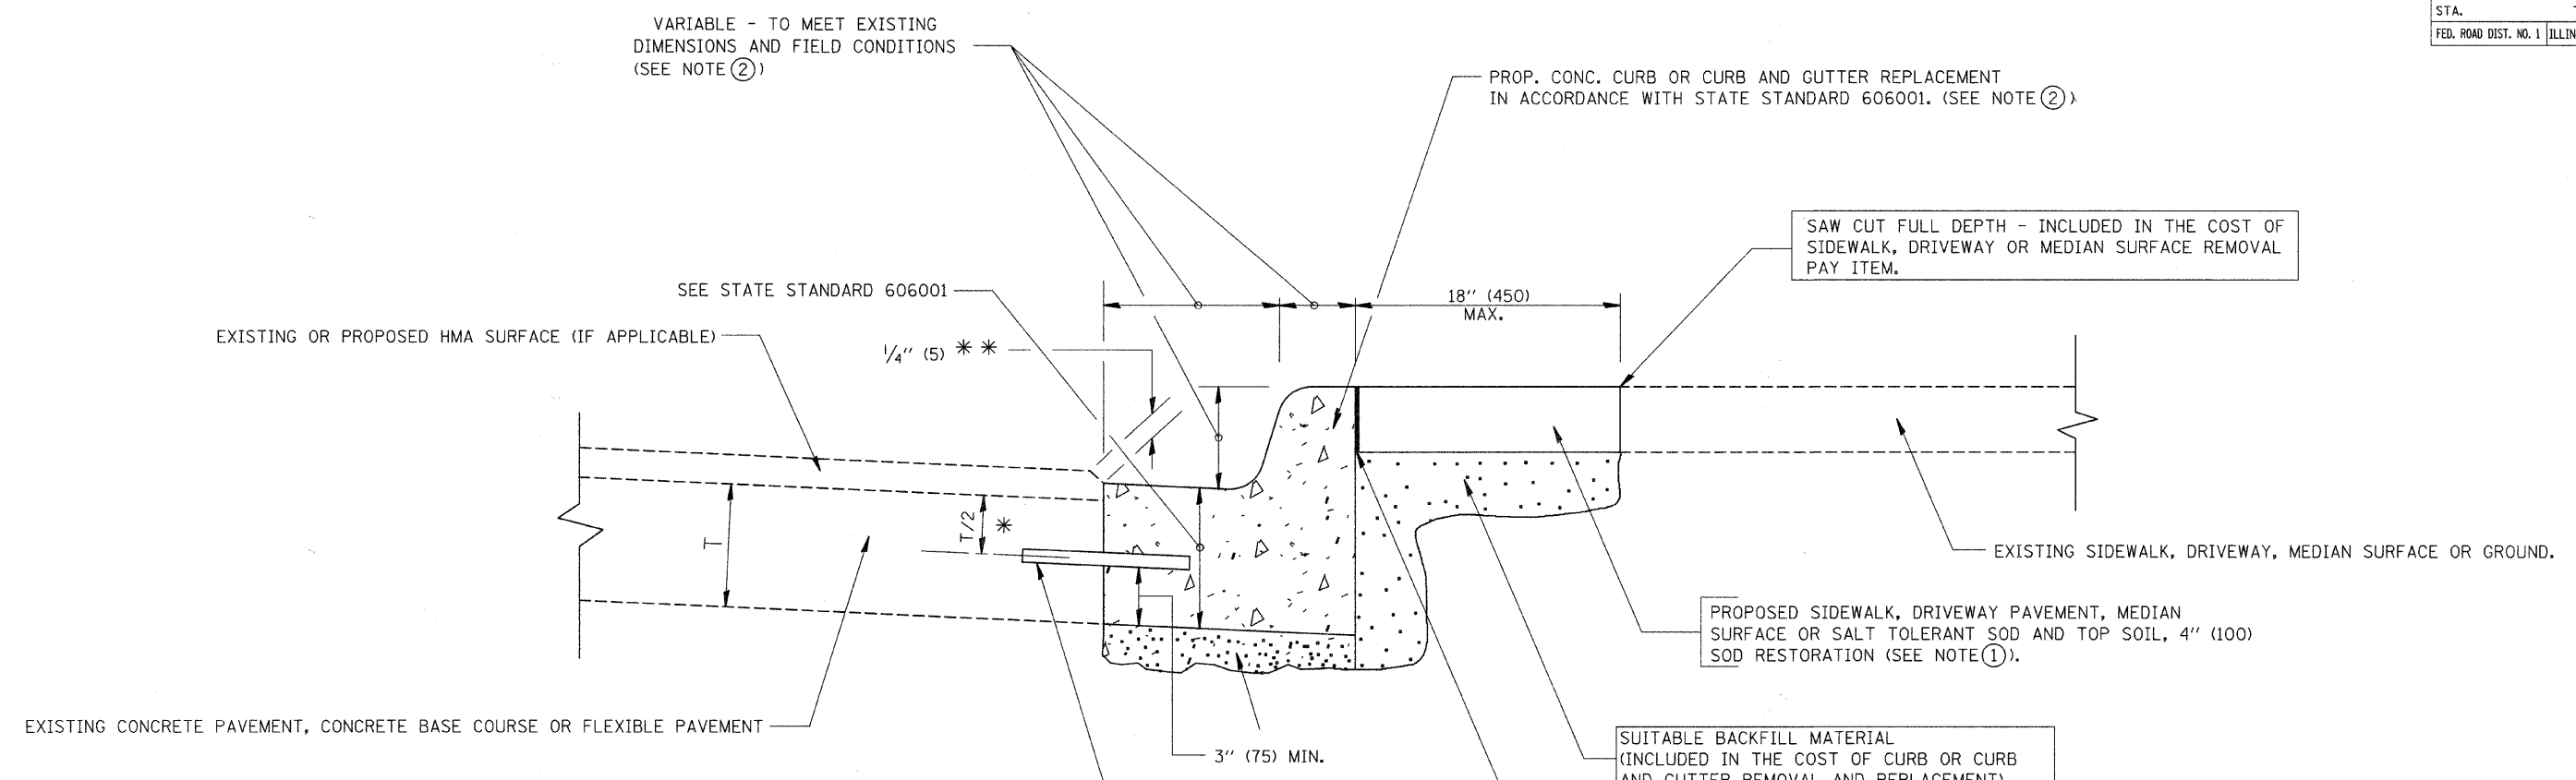 VARIABLE - TO MEET EXISTING
DIMENSIONS AND FIELD CONDITIONS
(SEE NOTE ②)
STA.
FED. ROAD DIST. NO. 1
PROP. CONC. CURB OR CURB AND GUTTER REPLACEMENT
IN ACCORDANCE WITH STATE STANDARD 606001. (SEE NOTE ②)
SAW CUT FULL DEPTH - INCLUDED IN THE COST OF
SIDEWALK, DRIVEWAY OR MEDIAN SURFACE REMOVAL
PAY ITEM.
SEE STATE STANDARD 606001
18" (450)
MAX.
EXISTING OR PROPOSED HMA SURFACE (IF APPLICABLE)
1/4" (5) * *
T
T/2 *
EXISTING SIDEWALK, DRIVEWAY, MEDIAN SURFACE OR GROUND.
PROPOSED SIDEWALK, DRIVEWAY PAVEMENT, MEDIAN
SURFACE OR SALT TOLERANT SOD AND TOP SOIL, 4" (100)
SOD RESTORATION (SEE NOTE ①).
EXISTING CONCRETE PAVEMENT, CONCRETE BASE COURSE OR FLEXIBLE PAVEMENT
3" (75) MIN.
SUITABLE BACKFILL MATERIAL
(INCLUDED IN THE COST OF CURB OR CURB
AND GUTTER REMOVAL AND REPLACEMENT)